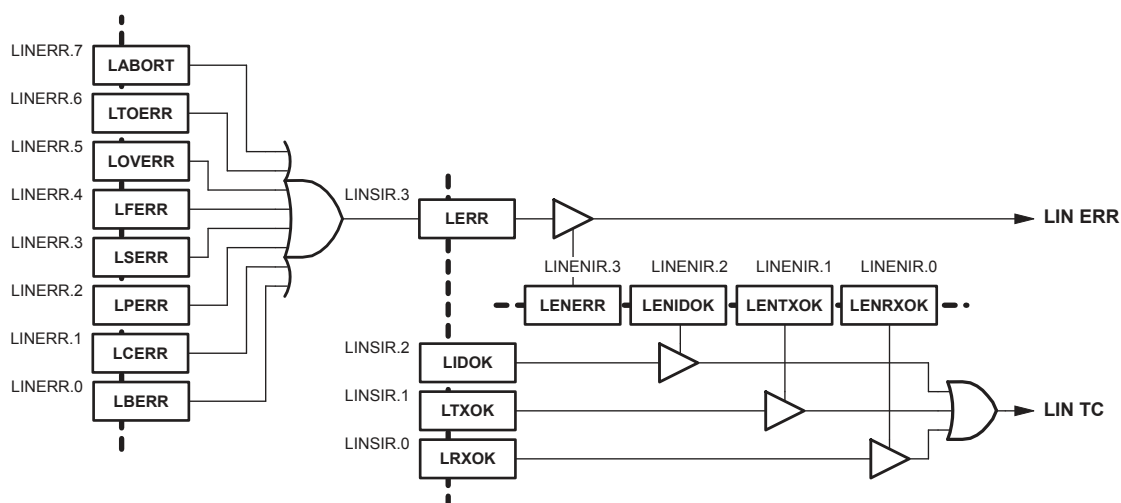 LINERR.7
LABORT
LINERR.6
LTOERR
LINERR.5
LOVERR
LINERR.4
LFERR
LINERR.3
LSERR
LINERR.2
LPERR
LINERR.1
LCERR
LINERR.0
LBERR
LINSIR.3
LERR
LIN ERR
LINENIR.3
LINENIR.2
LINENIR.1
LINENIR.0
LENERR
LENIDOK
LENTXOK
LENRXOK
LINSIR.2
LIDOK
LINSIR.1
LTXOK
LIN TC
LINSIR.0
LRXOK